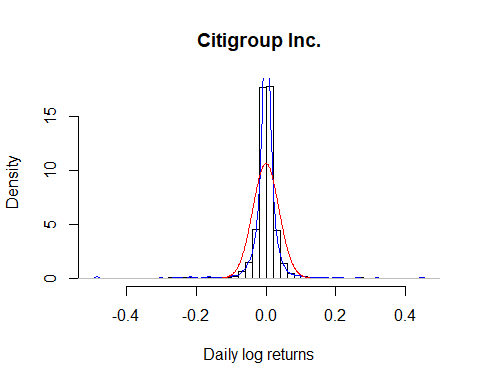 Citigroup Inc.
Density
15
10
5
0
-0.4 -0.2 0.0 0.2 0.4
Daily log returns